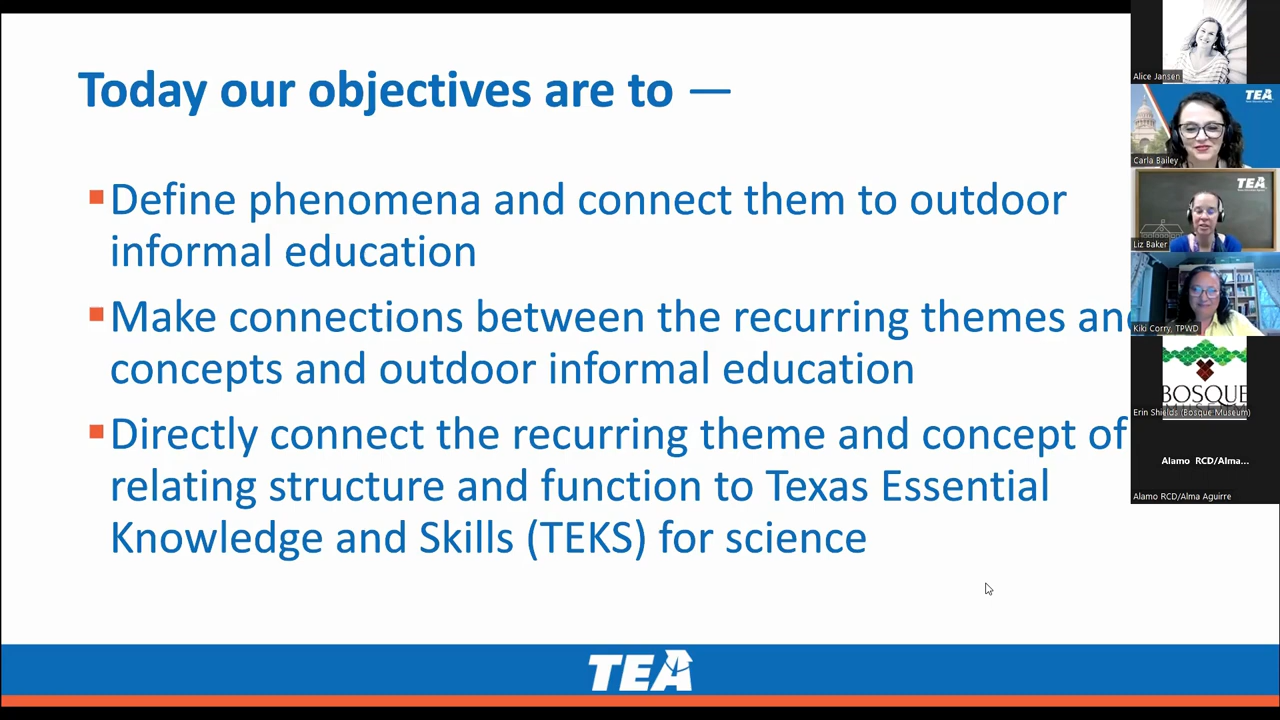 Today our objectives are to —
Define phenomena and connect them to outdoor
informal education
Make connections between the recurring themes an
concepts and outdoor informal education
Directly connect the recurring theme and concept of
relating structure and function to Texas Essential
Knowledge and Skills (TEKS) for science
TEA
Alice Jansen
TEA
Carla Bailey
TEA
Liz Baker
Kiki Corry, TPWD
BOSQUE
MUSEUM
Erin Shields (Bosque Museum)
Alamo RCD/Alma...
Alamo RCD/Alma Aguirre